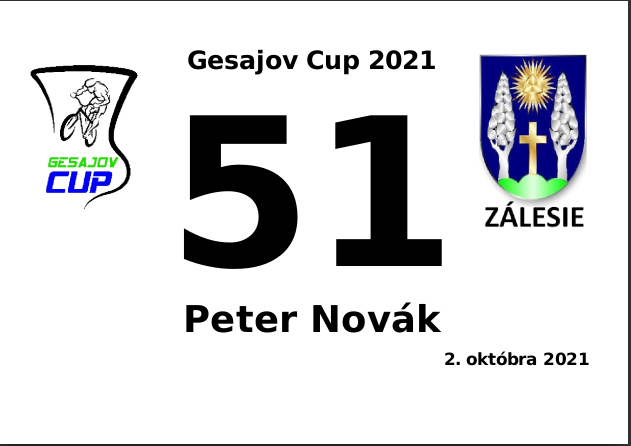 Gesajov Cup 2021
GESAJOV
CUP
51
ZÁLESIE
Peter Novák
2. októbra 2021